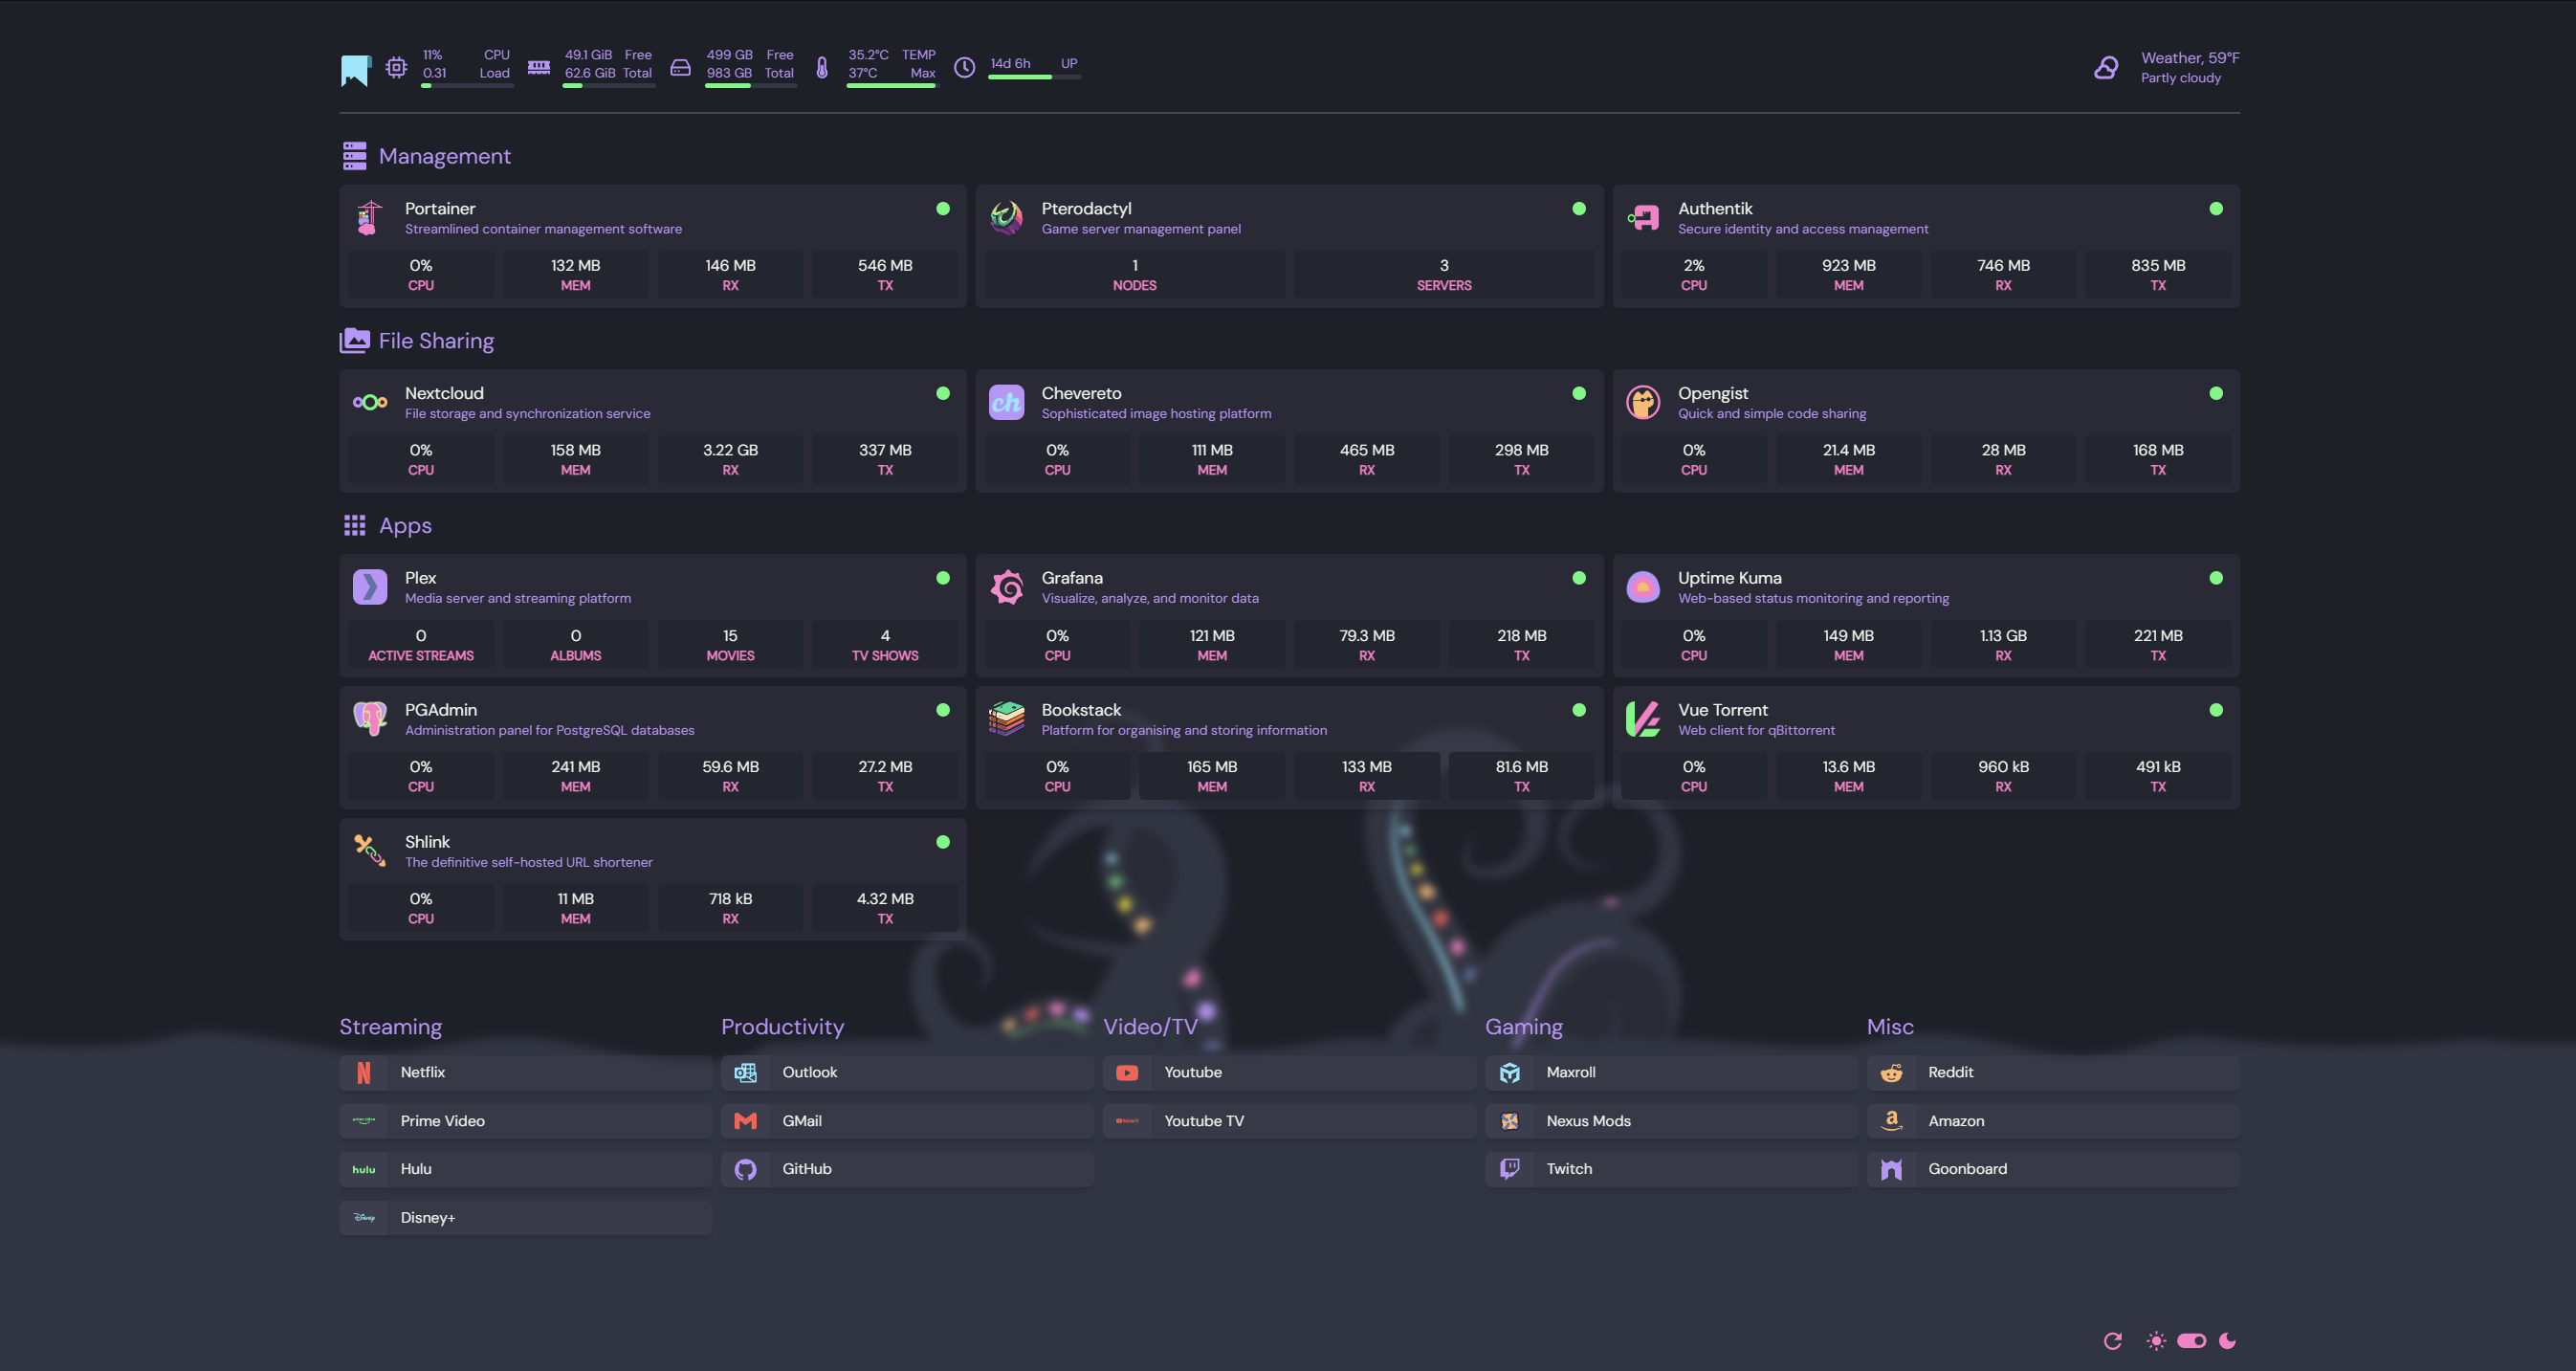 11% CPU
0.31 Load
49.1 GiB Free
62.6 GiB Total
499 GB Free
983 GB Total
35.2°C TEMP
37°C Max
14d 6h UP
Weather, 59°F
Partly cloudy
Management
Portainer
Streamlined container management software
0% 132 MB 146 MB 546 MB
CPU MEM RX TX
Pterodactyl
Game server management panel
1 3
NODES SERVERS
Authentik
Secure identity and access management
2% 923 MB 746 MB 835 MB
CPU MEM RX TX
File Sharing
Nextcloud
File storage and synchronization service
0% 158 MB 3.22 GB 337 MB
CPU MEM RX TX
ch
Chevereto
Sophisticated image hosting platform
0% 111 MB 465 MB 298 MB
CPU MEM RX TX
Opengist
Quick and simple code sharing
0% 21.4 MB 28 MB 168 MB
CPU MEM RX TX
Apps
Plex
Media server and streaming platform
0 0 15 4
ACTIVE STREAMS ALBUMS MOVIES TV SHOWS
Grafana
Visualize, analyze, and monitor data
0% 121 MB 79.3 MB 218 MB
CPU MEM RX TX
Uptime Kuma
Web-based status monitoring and reporting
0% 149 MB 1.13 GB 221 MB
CPU MEM RX TX
PGAdmin
Administration panel for PostgreSQL databases
0% 241 MB 59.6 MB 27.2 MB
CPU MEM RX TX
Bookstack
Platform for organising and storing information
0% 165 MB 133 MB 81.6 MB
CPU MEM RX TX
Vue Torrent
Web client for qBittorrent
0% 13.6 MB 960 kB 491 kB
CPU MEM RX TX
Shlink
The definitive self-hosted URL shortener
0% 11 MB 718 kB 4.32 MB
CPU MEM RX TX
Streaming
Netflix
Prime Video
hulu Hulu
Disney Disney+
Productivity
Outlook
GMail
GitHub
Video/TV
Youtube
Youtube TV
Gaming
Maxroll
Nexus Mods
Twitch
Misc
Reddit
Amazon
Goonboard